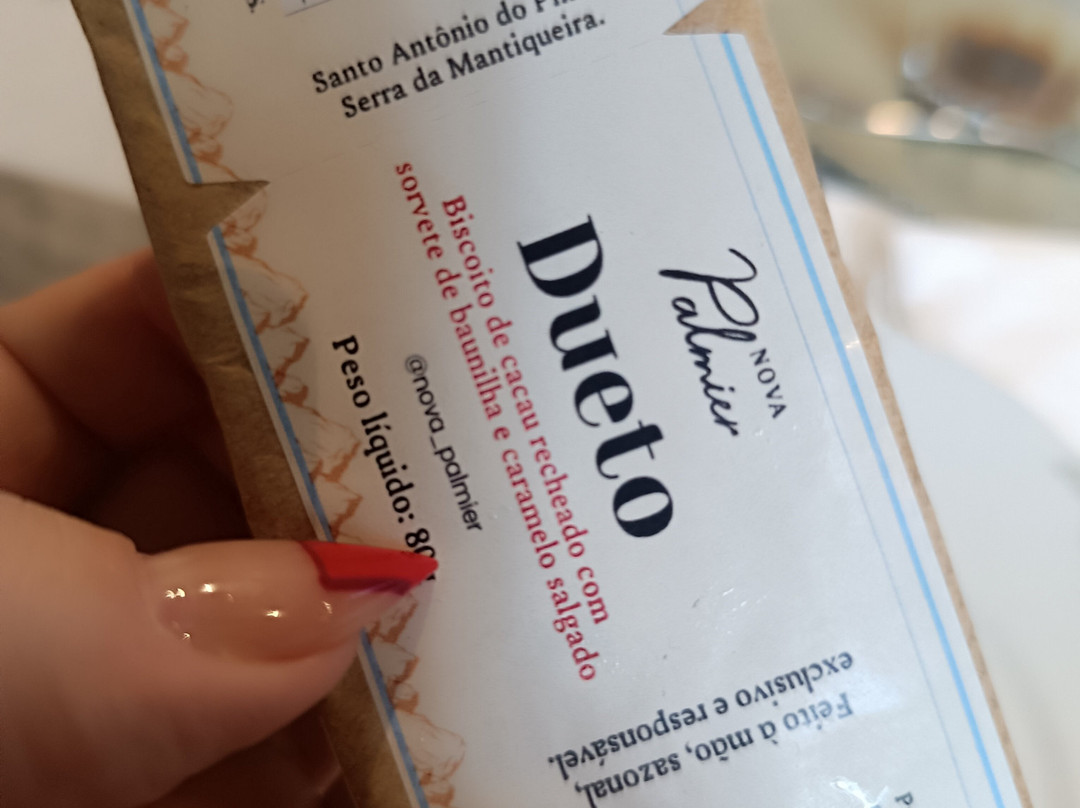 Santo Antônio do
Serra da Mantiqueira.
NOVA
Palmier
Dueto
Biscoito de cacau recheado com
sorvete de baunilha e caramelo salgado
@nova_palmier
Peso líquido:
Feito à mão, sazonal,
exclusivo e responsável.